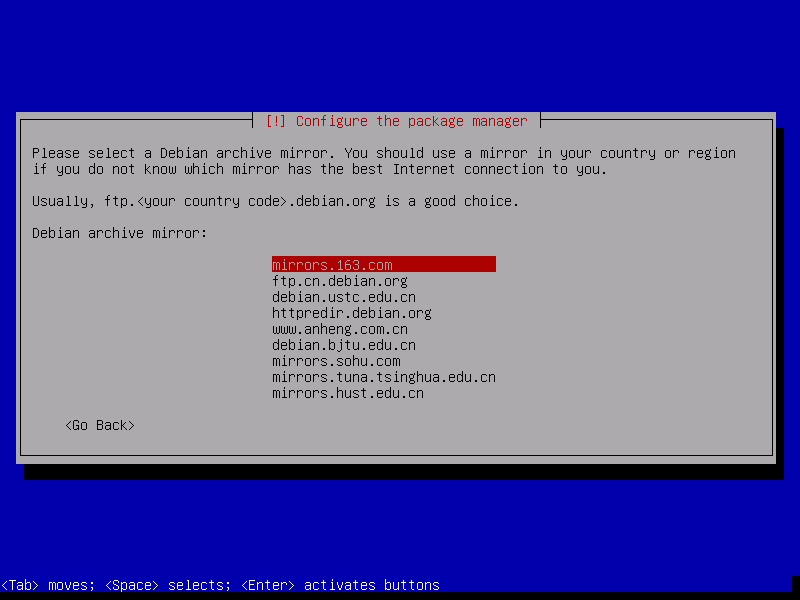 [!] Configure the package manager
Please select a Debian archive mirror. You should use a mirror in your country or region
if you do not know which mirror has the best Internet connection to you.
Usually, ftp.<your country code>.debian.org is a good choice.
Debian archive mirror:
mirrors.163.com
ftp.cn.debian.org
debian.ustc.edu.cn
httpredir.debian.org
www.anheng.com.cn
debian.bjtu.edu.cn
mirrors.sohu.com
mirrors.tuna.tsinghua.edu.cn
mirrors.hust.edu.cn
<Go Back>
<Tab> moves; <Space> selects; <Enter> activates buttons